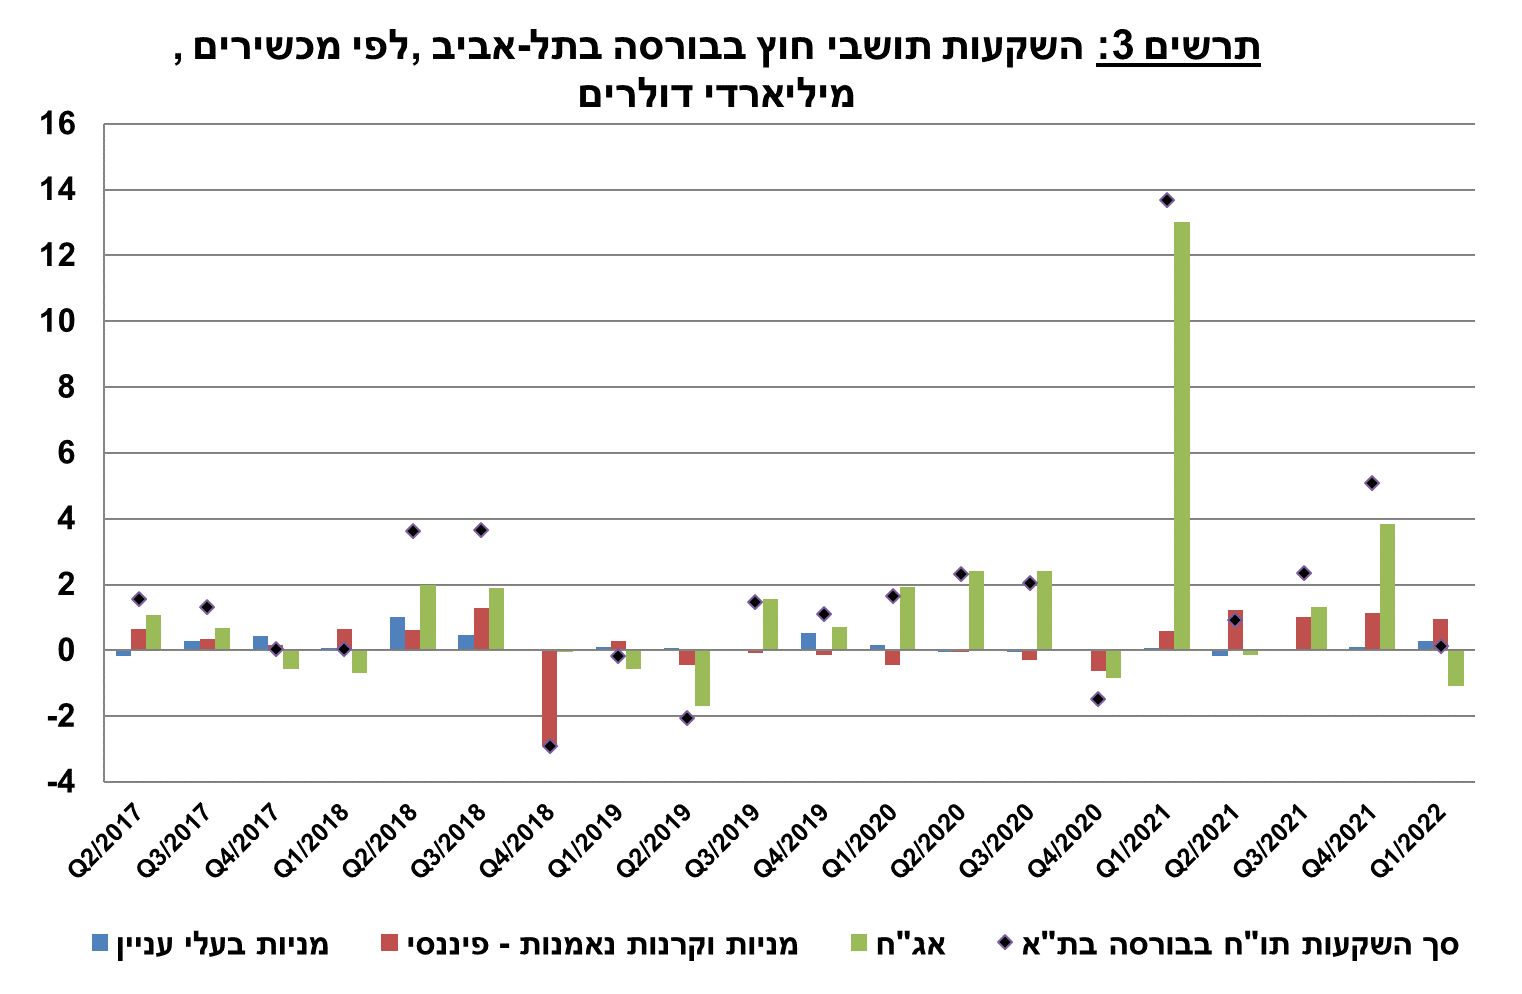 תרשים 3: השקעות תושבי חוץ בבורסה בתל-אביב ,לפי מכשירים ,
מיליארדי דולרים
16
14
12
10
8
6
4
2
0
-2
-4
Q2/2017
Q3/2017
Q4/2017
Q1/2018
Q2/2018
Q3/2018
Q4/2018
Q1/2019
Q2/2019
Q3/2019
Q4/2019
Q1/2020
Q2/2020
Q3/2020
Q4/2020
Q1/2021
Q2/2021
Q3/2021
Q4/2021
Q1/2022
מניות בעלי עניין
מניות וקרנות נאמנות - פיננסי
אג"ח
סך השקעות תו"ח בבורסה בת"א